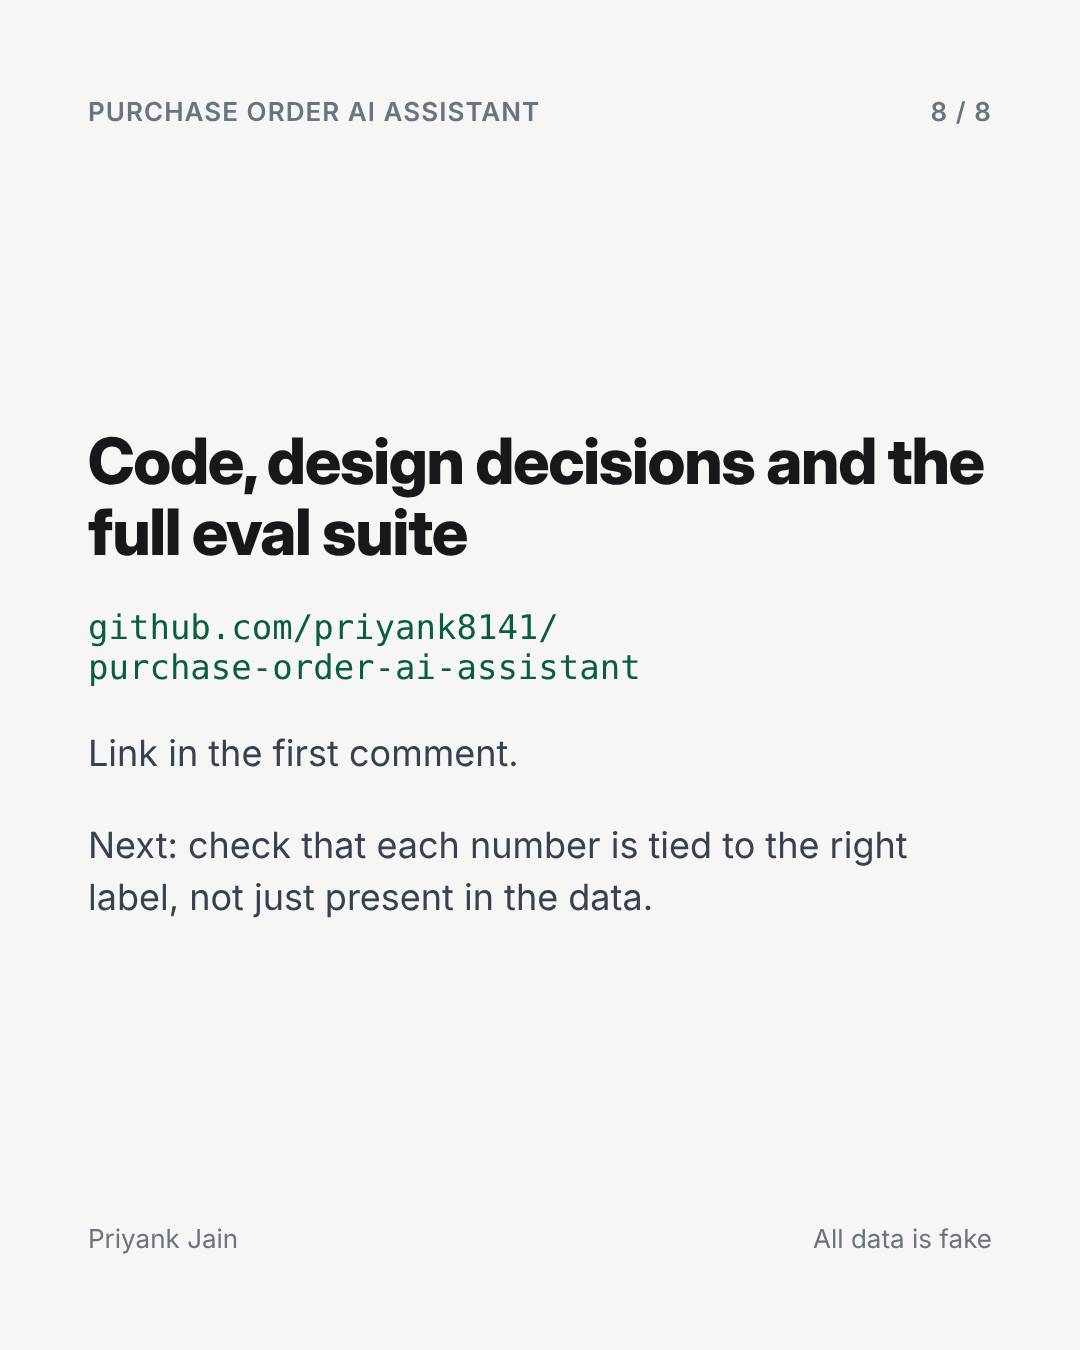 PURCHASE ORDER AI ASSISTANT
8 / 8
Code, design decisions and the
full eval suite
github.com/priyank8141/
purchase-order-ai-assistant
Link in the first comment.
Next: check that each number is tied to the right
label, not just present in the data.
Priyank Jain
All data is fake